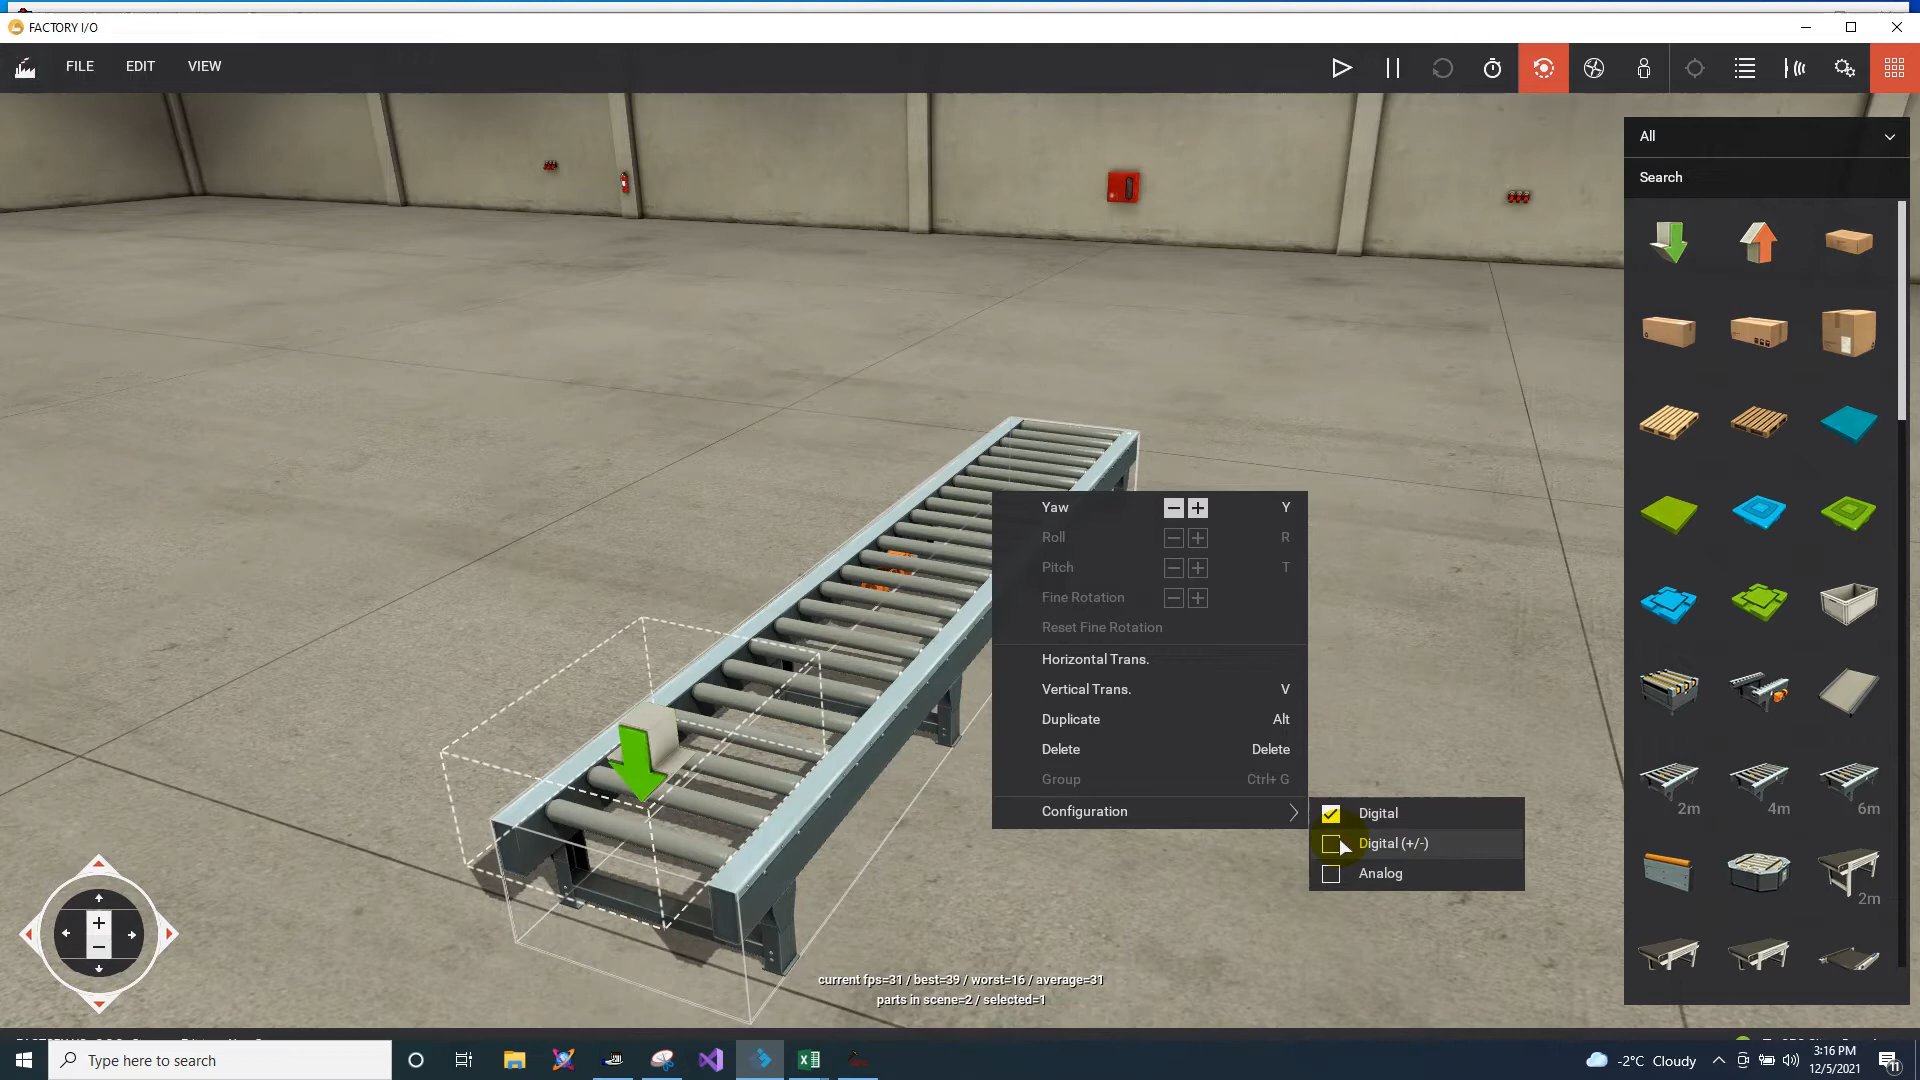 FACTORY I/O
FILE EDIT VIEW
All
Search
Yaw Y
Roll R
Pitch T
Fine Rotation
Reset Fine Rotation
Horizontal Trans.
Vertical Trans. V
Duplicate Alt
Delete Delete
Group Ctrl+ G
Configuration
Digital
Digital (+/-)
Analog
2m 4m 6m
2m
current fps=31 / best=39 / worst=16 / average=31
parts in scene=2 / selected=1
Type here to search
-2°C Cloudy
3:16 PM
12/5/2021
11